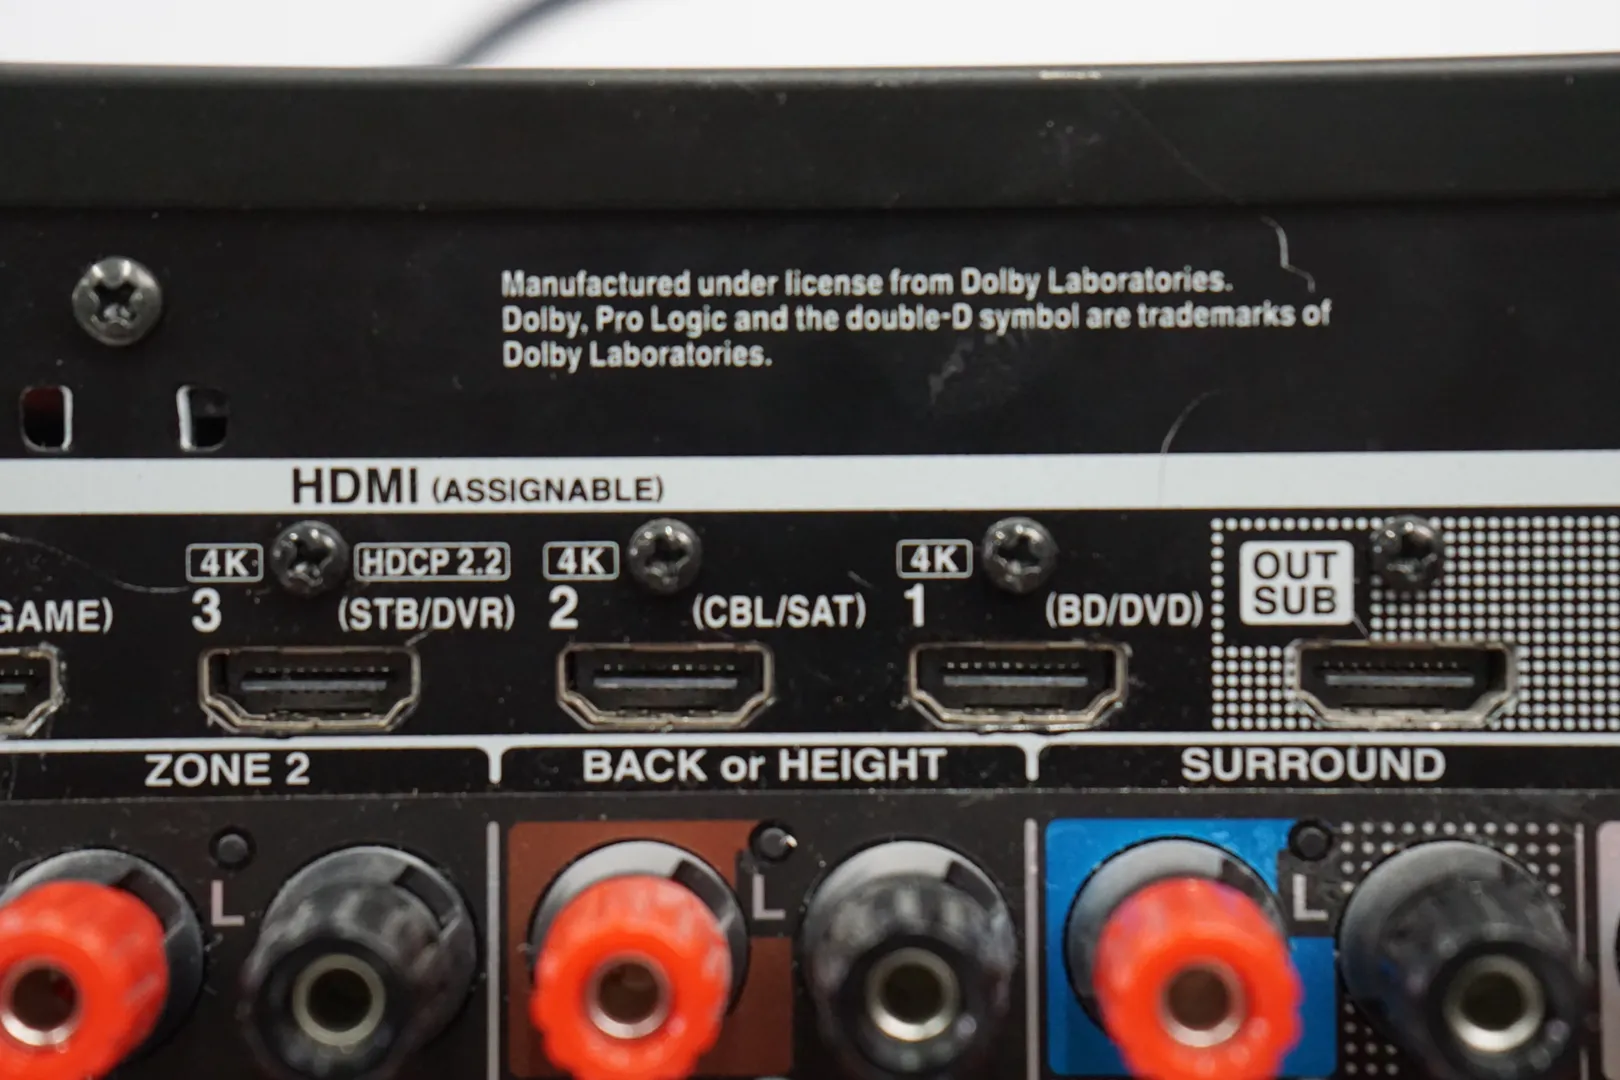 Manufactured under license from Dolby Laboratories.
Dolby, Pro Logic and the double-D symbol are trademarks of
Dolby Laboratories.
HDMI (ASSIGNABLE)
4K HDCP 2.2 4K 4K OUT
GAME) 3 (STB/DVR) 2 (CBL/SAT) 1 (BD/DVD) SUB
ZONE 2 BACK or HEIGHT SURROUND
L L L